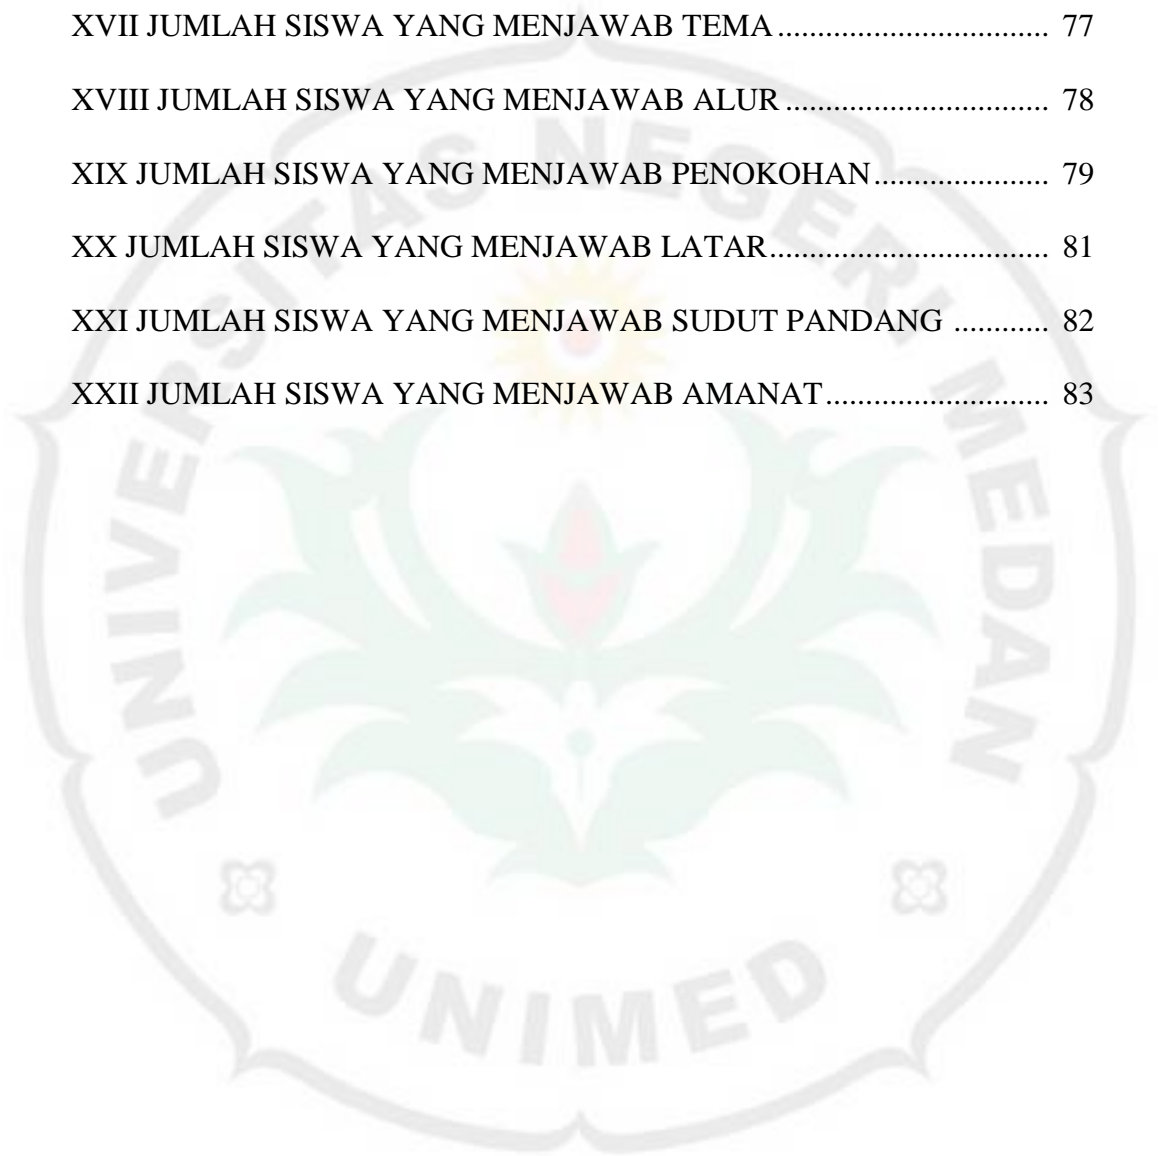 XVII JUMLAH SISWA YANG MENJAWAB TEMA.................................. 77
XVIII JUMLAH SISWA YANG MENJAWAB ALUR ................................. 78
XIX JUMLAH SISWA YANG MENJAWAB PENOKOHAN...................... 79
XX JUMLAH SISWA YANG MENJAWAB LATAR................................... 81
XXI JUMLAH SISWA YANG MENJAWAB SUDUT PANDANG ............ 82
XXII JUMLAH SISWA YANG MENJAWAB AMANAT............................ 83
UNIVERSITAS NEGERI MEDAN
UNIMED